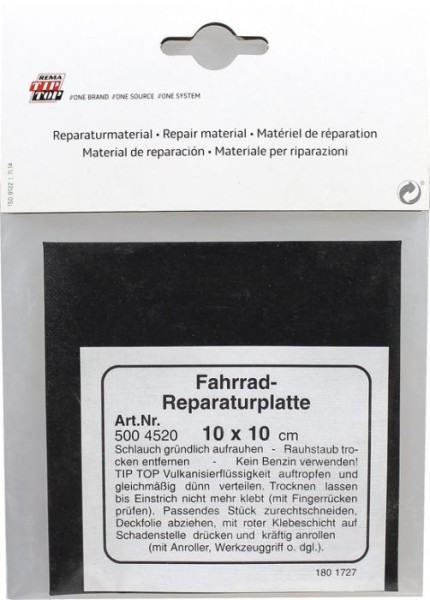 REMA
TIP
TOP
//ONE BRAND //ONE SOURCE //ONE SYSTEM
Reparaturmaterial • Repair material • Matériel de réparation
Material de reparación • Materiale per riparazioni
150 9122 | 11.14
Fahrrad-
Reparaturplatte
Art.Nr.
500 4520 10 x 10 cm
Schlauch gründlich aufrauhen - Rauhstaub tro-
cken entfernen - Kein Benzin verwenden!
TIP TOP Vulkanisierflüssigkeit auftropfen und
gleichmäßig dünn verteilen. Trocknen lassen
bis Einstrich nicht mehr klebt (mit Fingerrücken
prüfen). Passendes Stück zurechtschneiden,
Deckfolie abziehen, mit roter Klebeschicht auf
Schadenstelle drücken und kräftig anrollen
(mit Anroller, Werkzeuggriff o. dgl.).
180 1727